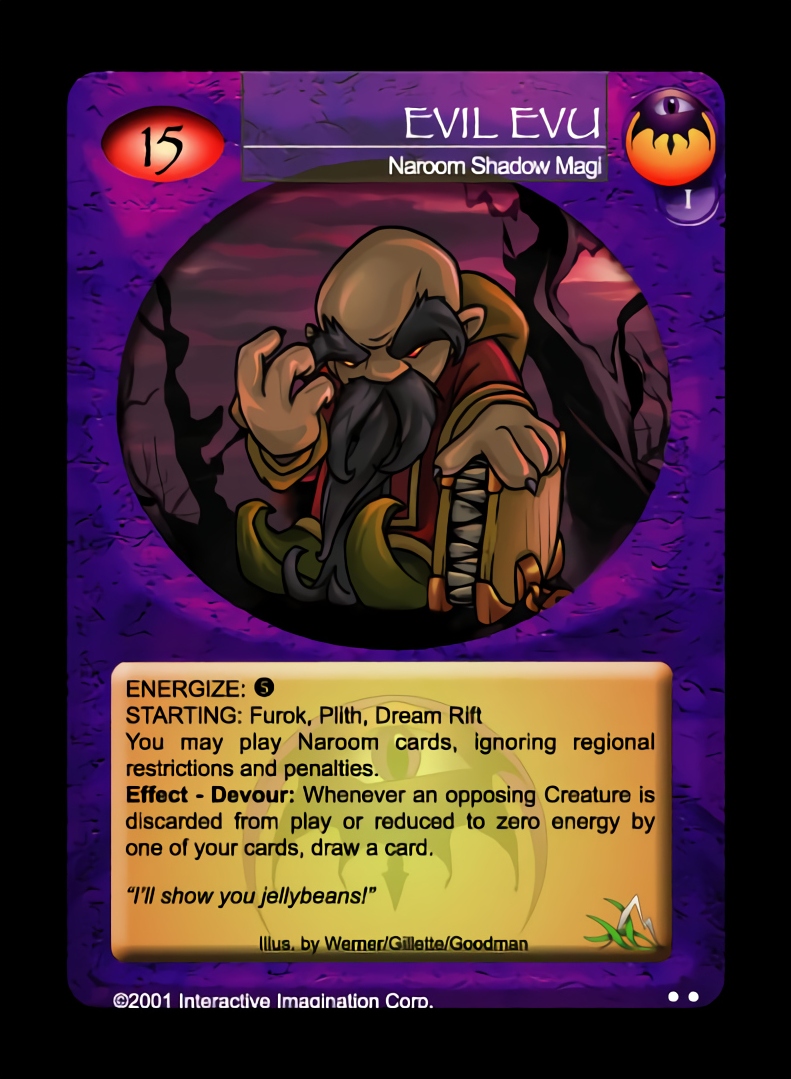 15
EVIL EVU
Naroom Shadow Magi
I
ENERGIZE: 5
STARTING: Furok, Plith, Dream Rift
You may play Naroom cards, ignoring regional
restrictions and penalties.
Effect - Devour: Whenever an opposing Creature is
discarded from play or reduced to zero energy by
one of your cards, draw a card.
“I’ll show you jellybeans!”
Illus. by Werner/Gillette/Goodman
©2001 Interactive Imagination Corp.